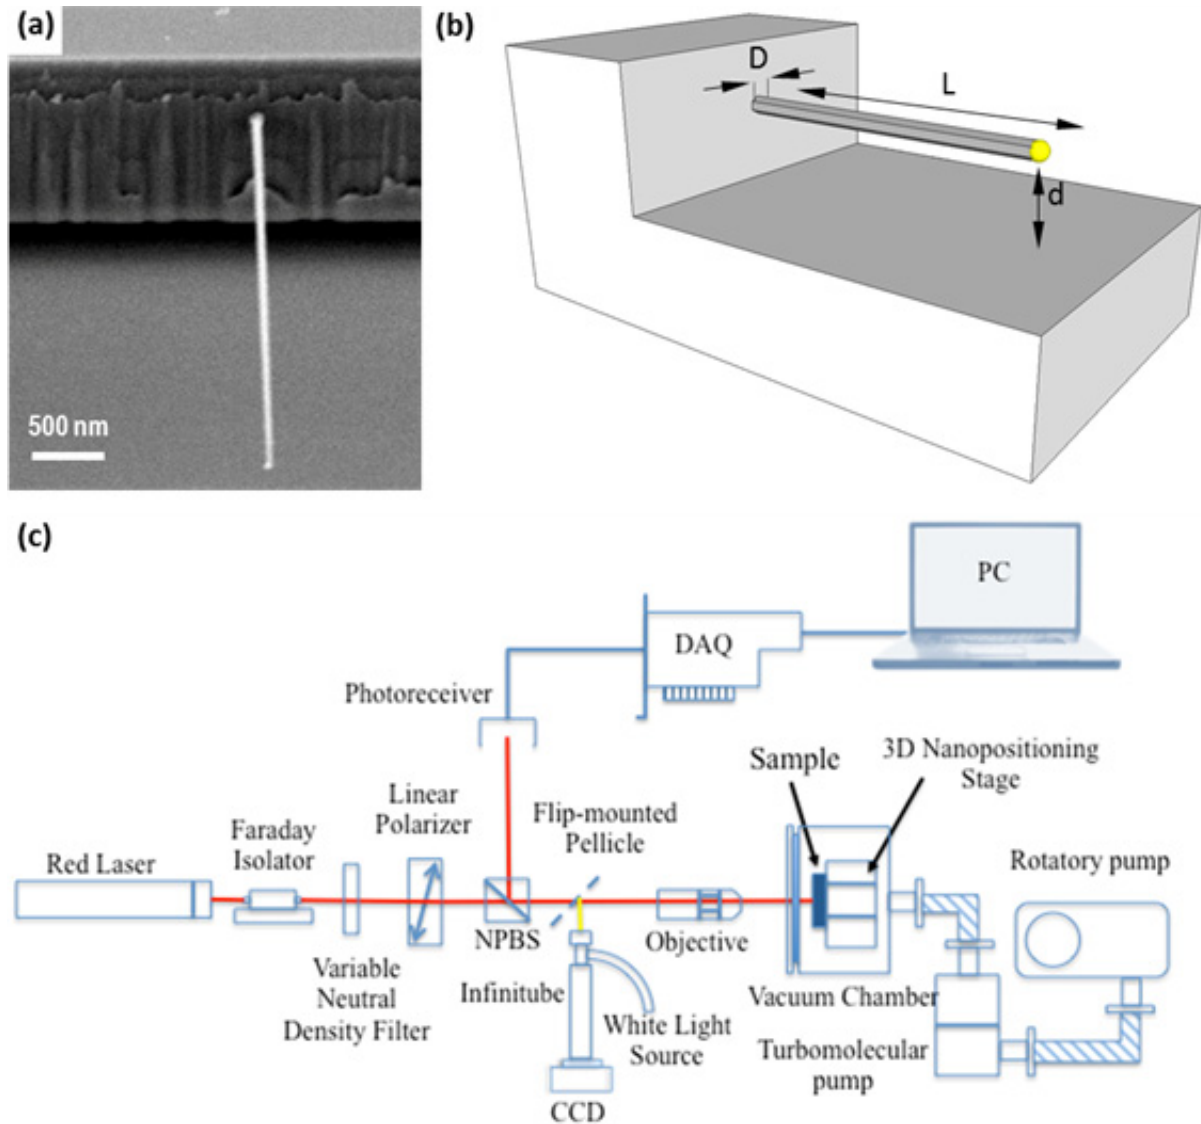 (a)
500 nm
(b)
D
L
d
(c)
PC
DAQ
Photoreceiver
Sample
3D Nanopositioning
Stage
Linear
Polarizer
Flip-mounted
Pellicle
Faraday
Isolator
Red Laser
Rotatory pump
NPBS
Objective
Variable
Neutral
Density Filter
Infinitube
White Light
Source
Vacuum Chamber
Turbomolecular
pump
CCD